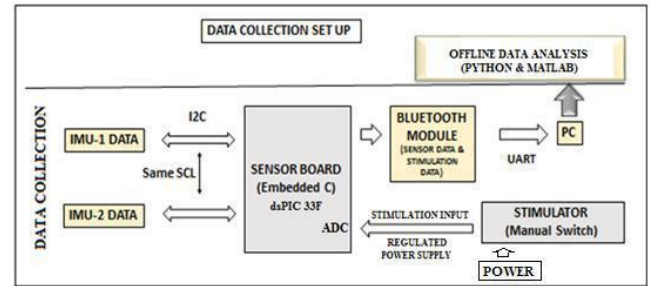 DATA COLLECTION SET UP
OFFLINE DATA ANALYSIS
(PYTHON & MATLAB)
DATA COLLECTION
IMU-1 DATA
I2C
Same SCL
IMU-2 DATA
SENSOR BOARD
(Embedded C)
dsPIC 33F
ADC
BLUETOOTH
MODULE
(SENSOR DATA &
STIMULATION
DATA)
UART
PC
STIMULATION INPUT
REGULATED
POWER SUPPLY
STIMULATOR
(Manual Switch)
POWER